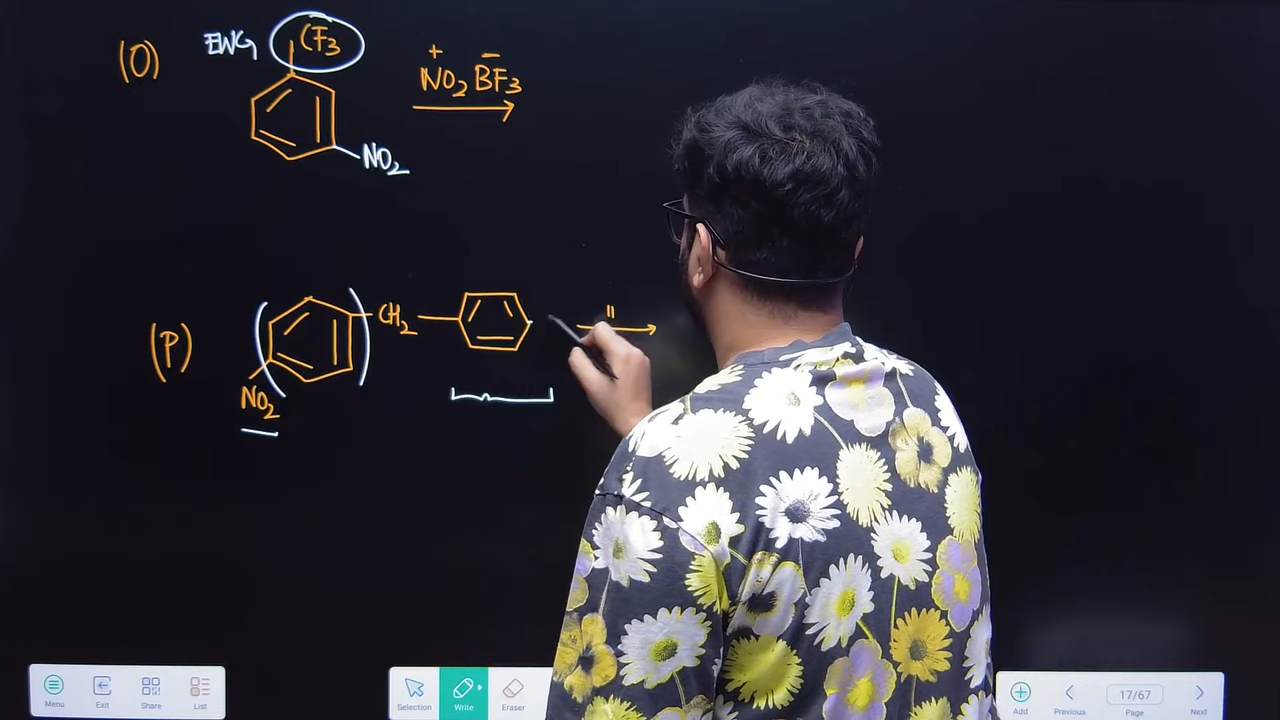 (O) EWG CF3
+ −
NO2 BF3
NO2
(P) CH2 "
NO2
Menu Exit Share List
Selection Write Eraser
Add Previous 17/67 Page Next